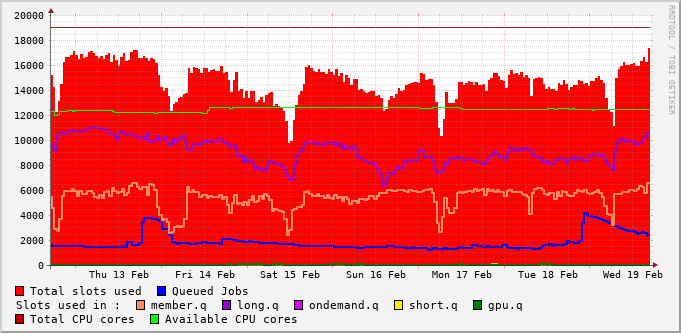 20000
18000
16000
14000
12000
10000
8000
6000
4000
2000
0
Thu 13 Feb Fri 14 Feb Sat 15 Feb Sun 16 Feb Mon 17 Feb Tue 18 Feb Wed 19 Feb
RRDTOOL / TOBI OETIKER
Total slots used Queued Jobs
Slots used in : member.q long.q ondemand.q short.q gpu.q
Total CPU cores Available CPU cores